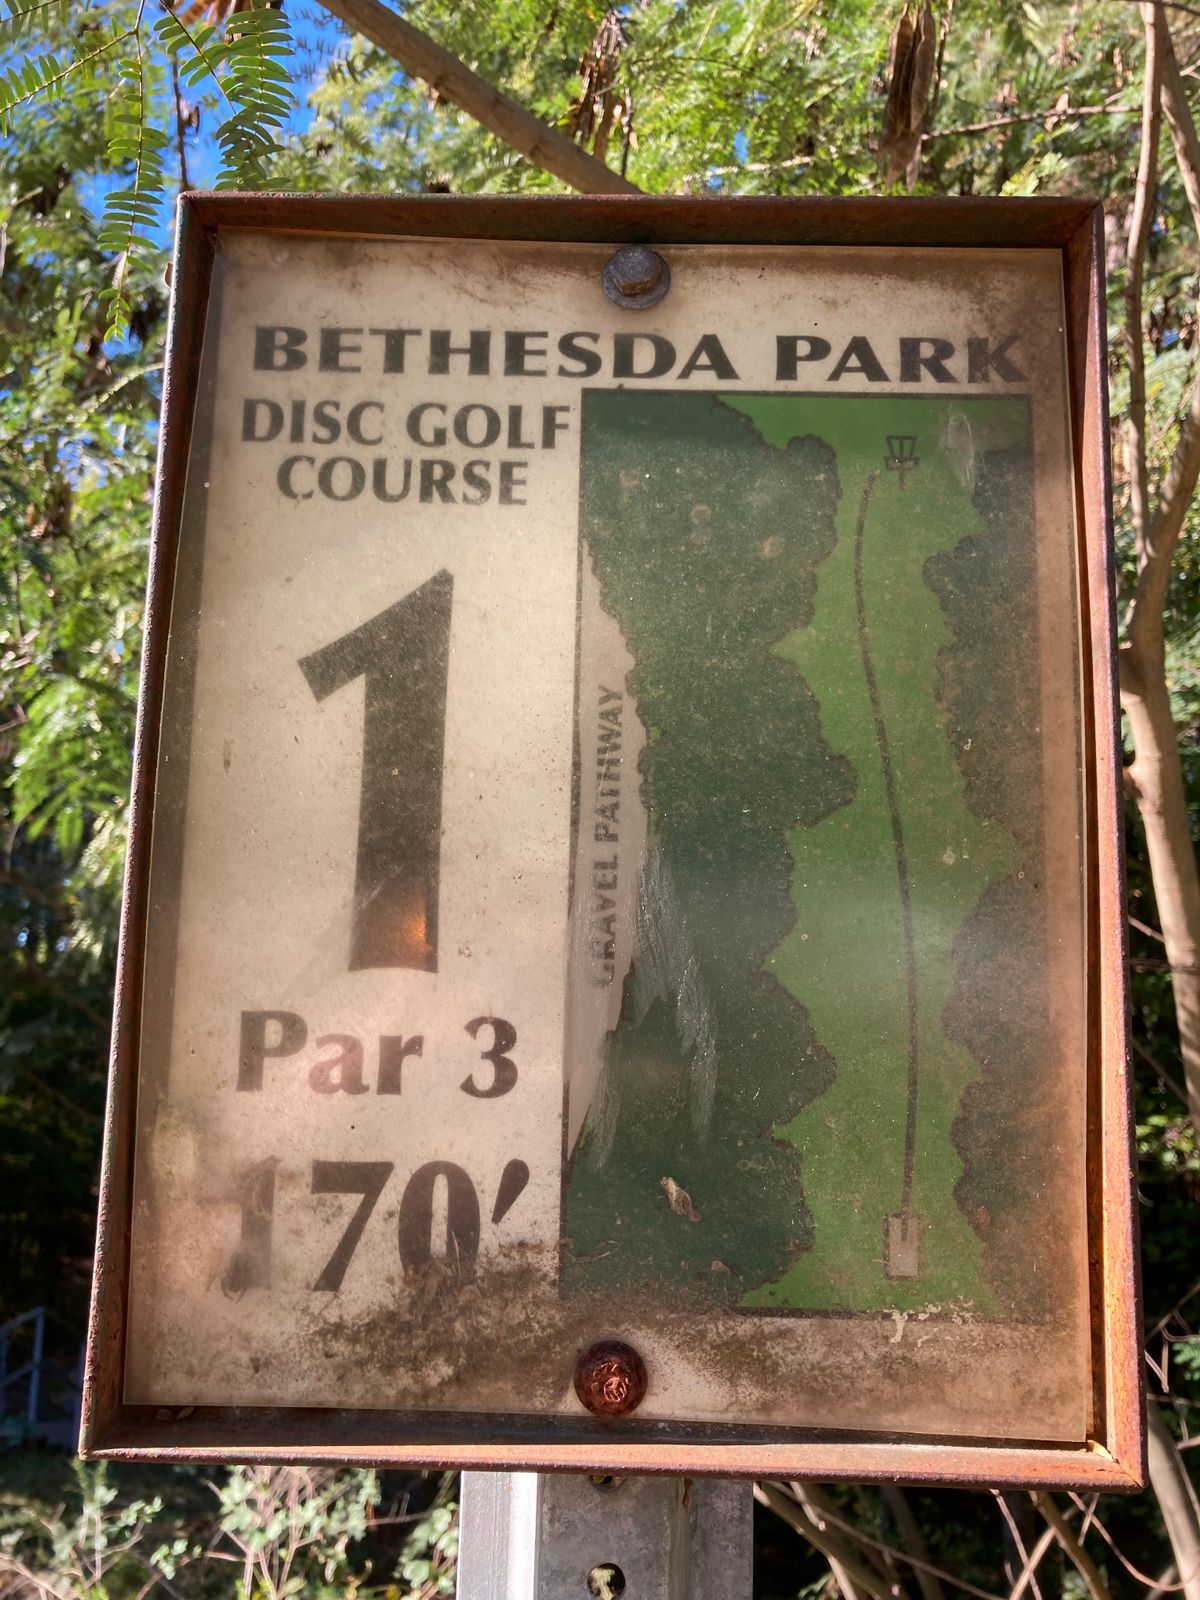 BETHESDA PARK
DISC GOLF
COURSE
1
Par 3
170'
GRAVEL PATHWAY